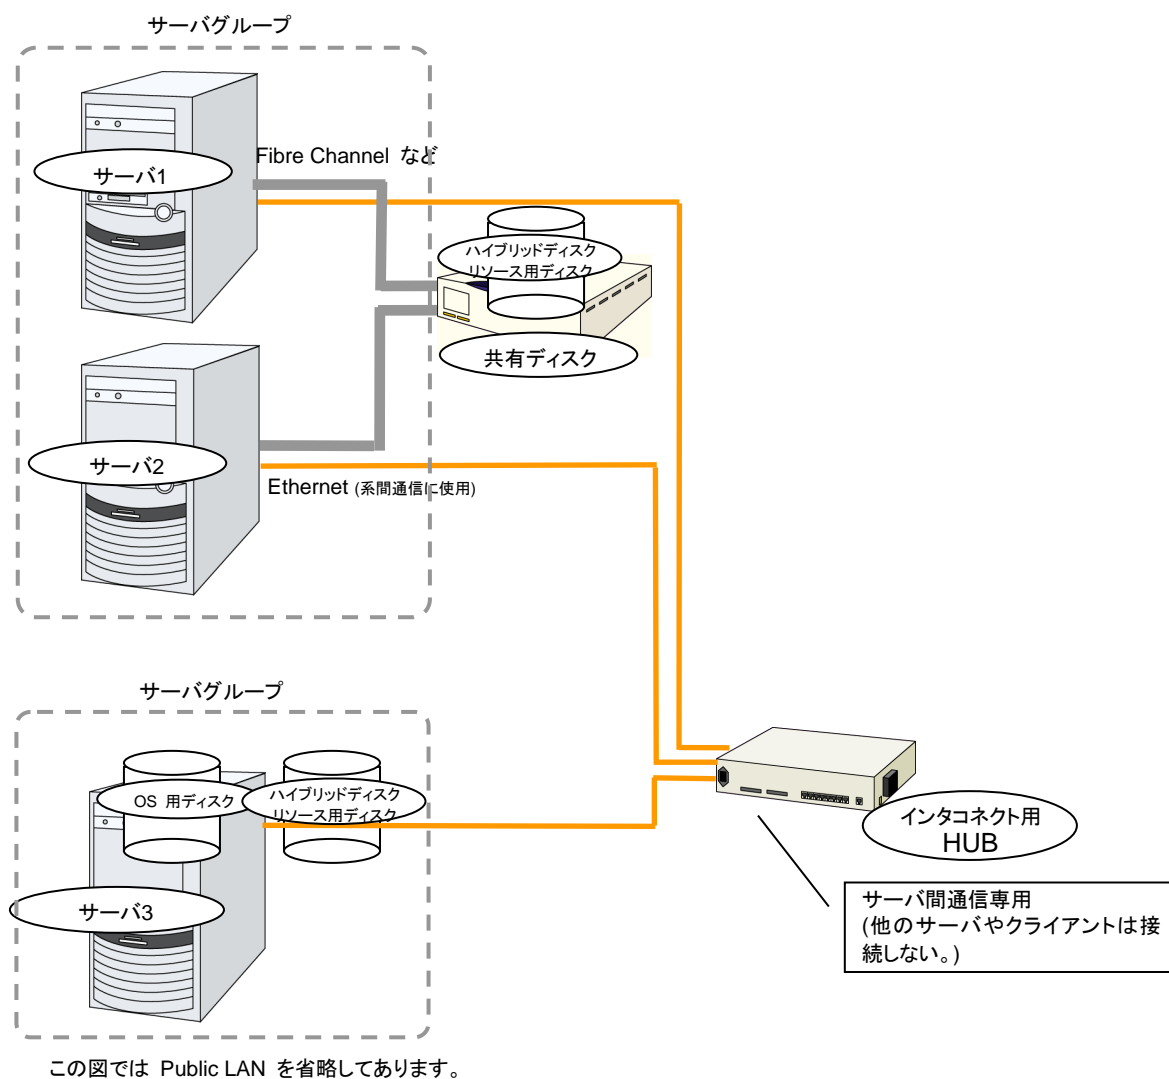 サーバグループ
Fibre Channel など
サーバ1
ハイブリッドディスク
リソース用ディスク
共有ディスク
サーバ2
Ethernet (系間通信に使用)
サーバグループ
OS 用ディスク
ハイブリッドディスク
リソース用ディスク
サーバ3
インタコネクト用
HUB
サーバ間通信専用
(他のサーバやクライアントは接
続しない。)
この図では Public LAN を省略してあります。